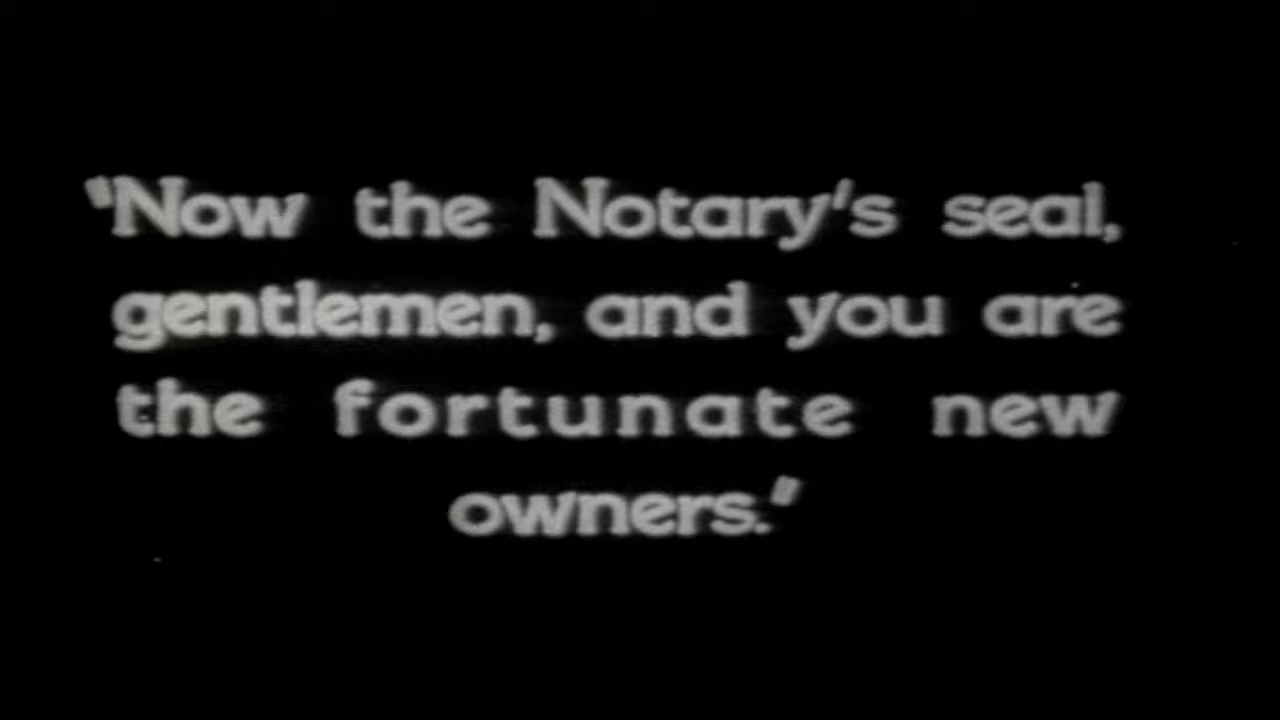 "Now the Notary's seal,
gentlemen, and you are
the fortunate new
owners."